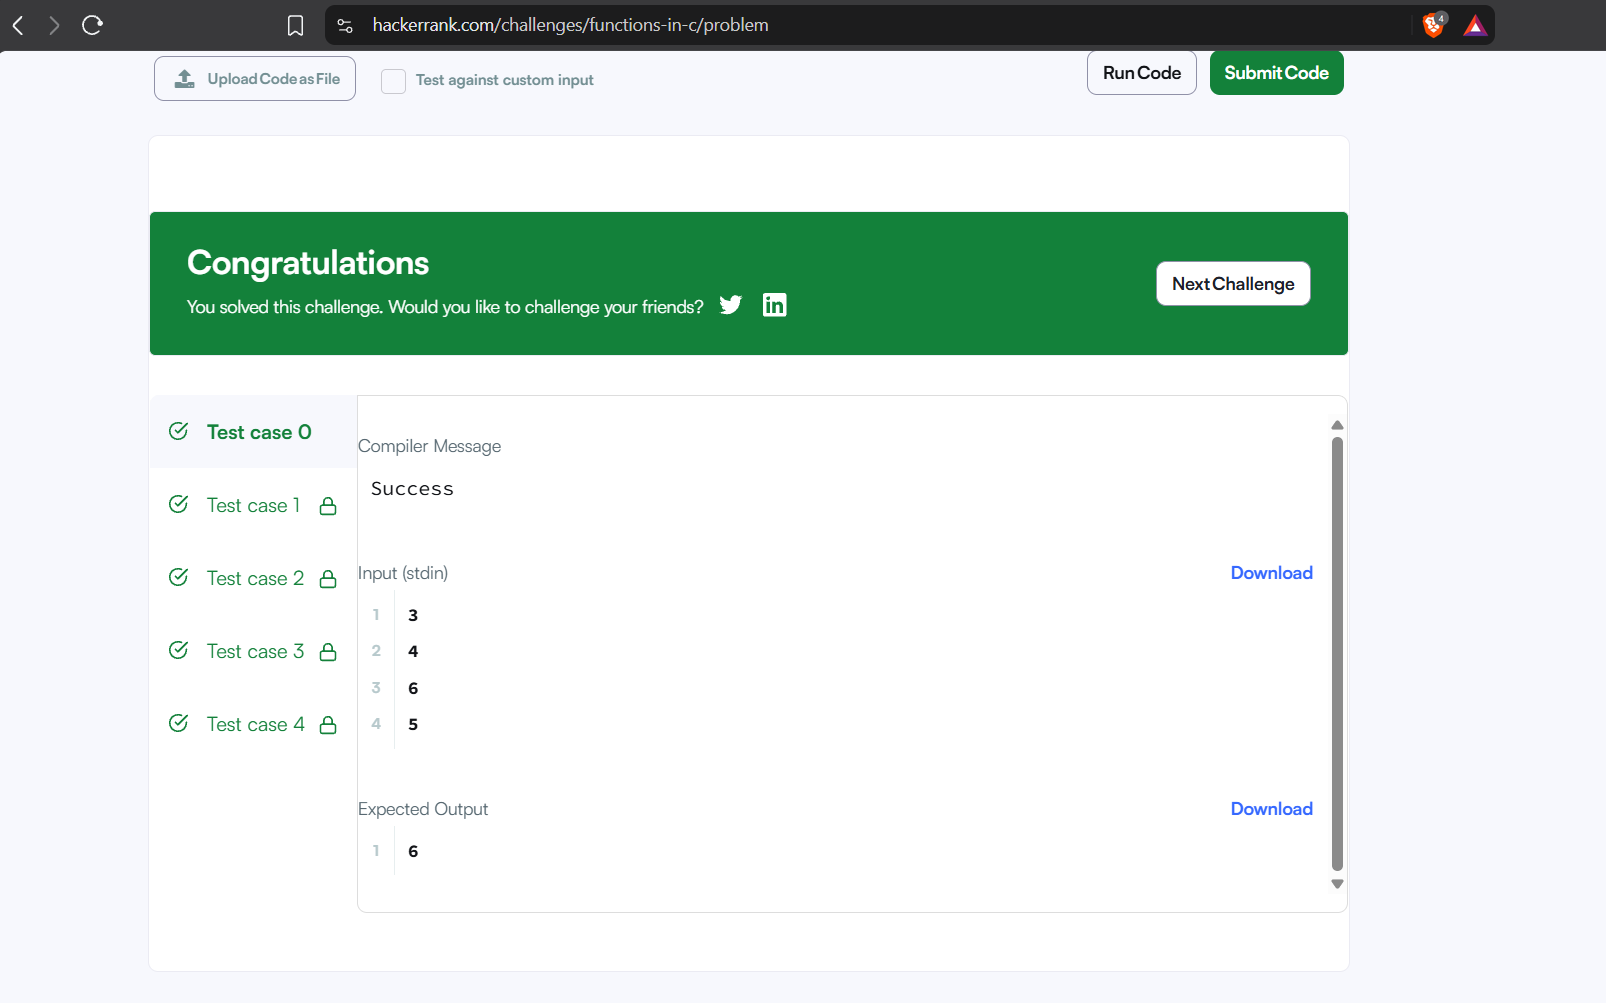 hackerrank.com/challenges/functions-in-c/problem
4
Upload Code as File
Test against custom input
Run Code
Submit Code
Congratulations
You solved this challenge. Would you like to challenge your friends?
in
Next Challenge
Test case 0
Test case 1
Test case 2
Test case 3
Test case 4
Compiler Message
Success
Input (stdin)
Download
1 3
2 4
3 6
4 5
Expected Output
Download
1 6